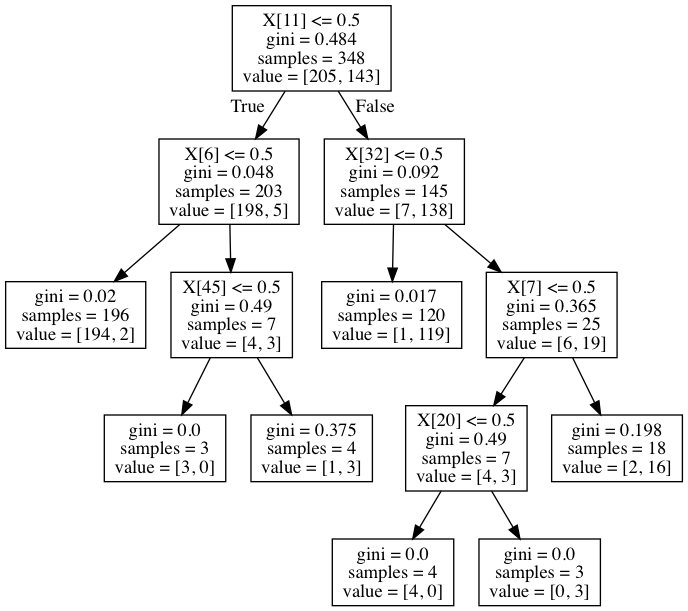 X[11] <= 0.5
gini = 0.484
samples = 348
value = [205, 143]
True
False
X[6] <= 0.5
gini = 0.048
samples = 203
value = [198, 5]
X[32] <= 0.5
gini = 0.092
samples = 145
value = [7, 138]
gini = 0.02
samples = 196
value = [194, 2]
X[45] <= 0.5
gini = 0.49
samples = 7
value = [4, 3]
gini = 0.017
samples = 120
value = [1, 119]
X[7] <= 0.5
gini = 0.365
samples = 25
value = [6, 19]
gini = 0.0
samples = 3
value = [3, 0]
gini = 0.375
samples = 4
value = [1, 3]
X[20] <= 0.5
gini = 0.49
samples = 7
value = [4, 3]
gini = 0.198
samples = 18
value = [2, 16]
gini = 0.0
samples = 4
value = [4, 0]
gini = 0.0
samples = 3
value = [0, 3]